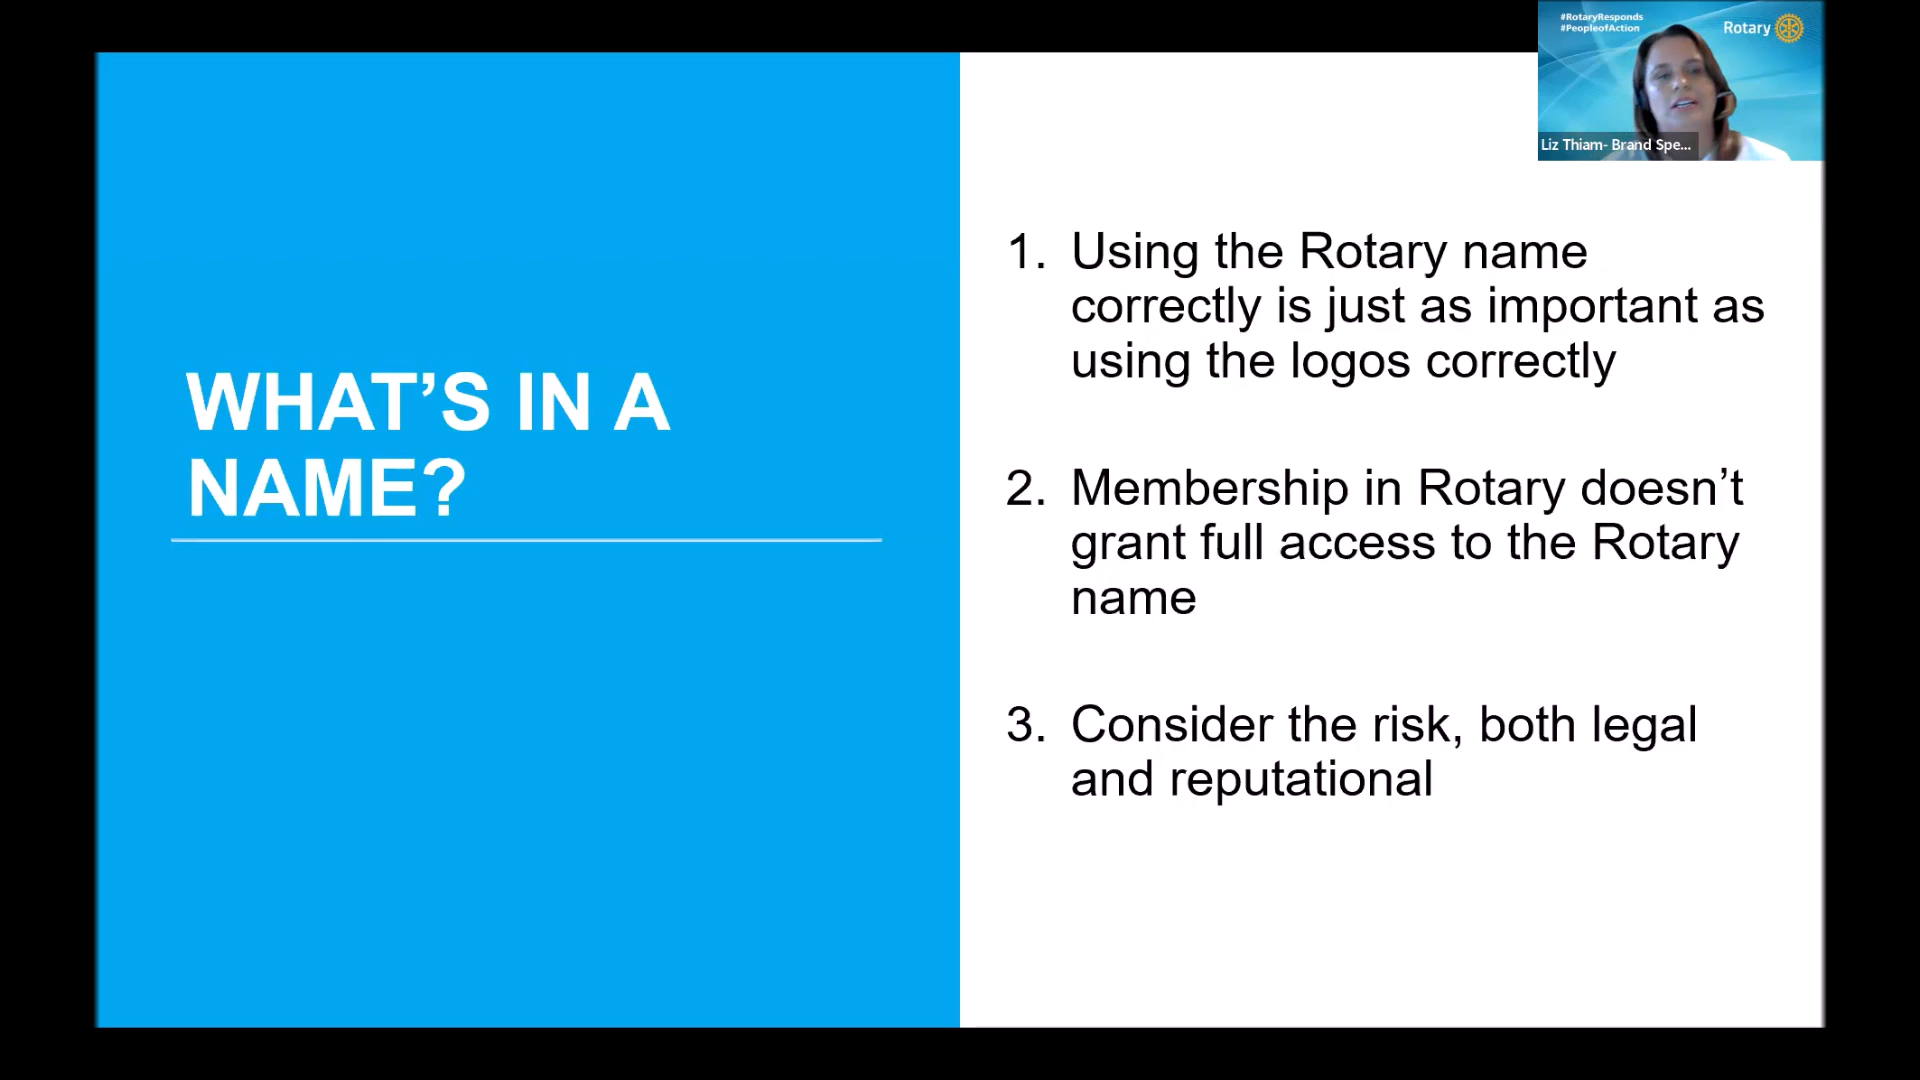 #RotaryResponds
#PeopleofAction
Rotary
Liz Thiam- Brand Spe...
WHAT’S IN A
NAME?
1. Using the Rotary name
correctly is just as important as
using the logos correctly
2. Membership in Rotary doesn’t
grant full access to the Rotary
name
3. Consider the risk, both legal
and reputational